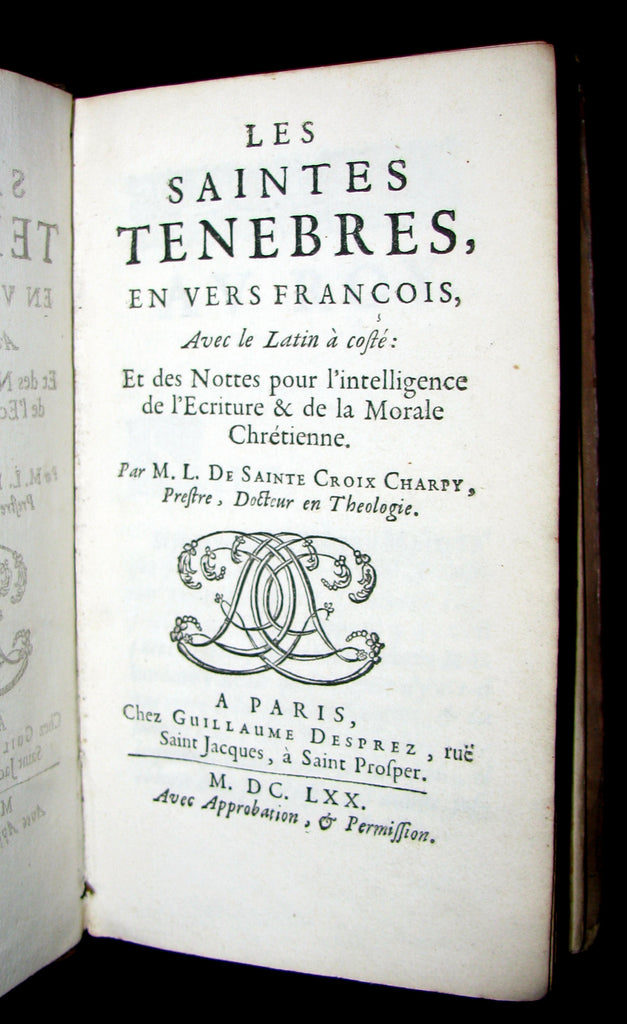 LES
SAINTES
TENEBRES,
EN VERS FRANÇOIS,
Avec le Latin à coſté:
Et des Nottes pour l'intelligence
de l'Ecriture & de la Morale
Chrétienne.
Par M. L. DE SAINTE CROIX CHARPY,
Preſtre, Docteur en Theologie.
A PARIS,
Chez GUILLAUME DESPREZ, ruë
Saint Jacques, à Saint Proſper.
M. DC. LXX.
Avec Approbation, & Permiſſion.